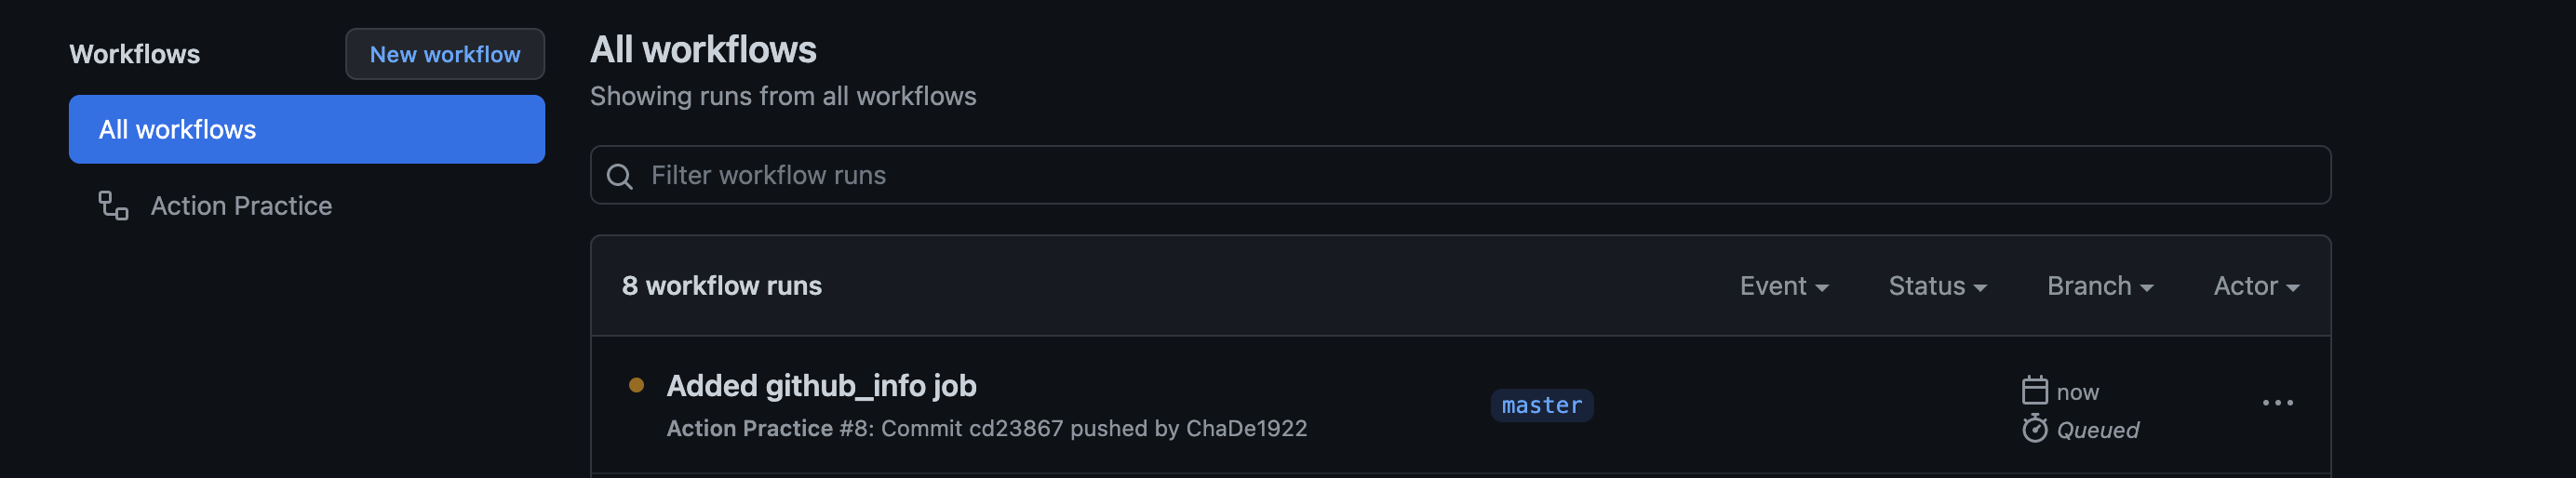 Workflows
New workflow
All workflows
Action Practice
All workflows
Showing runs from all workflows
Filter workflow runs
8 workflow runs
Event
Status
Branch
Actor
Added github_info job
Action Practice #8: Commit cd23867 pushed by ChaDe1922
master
now
Queued